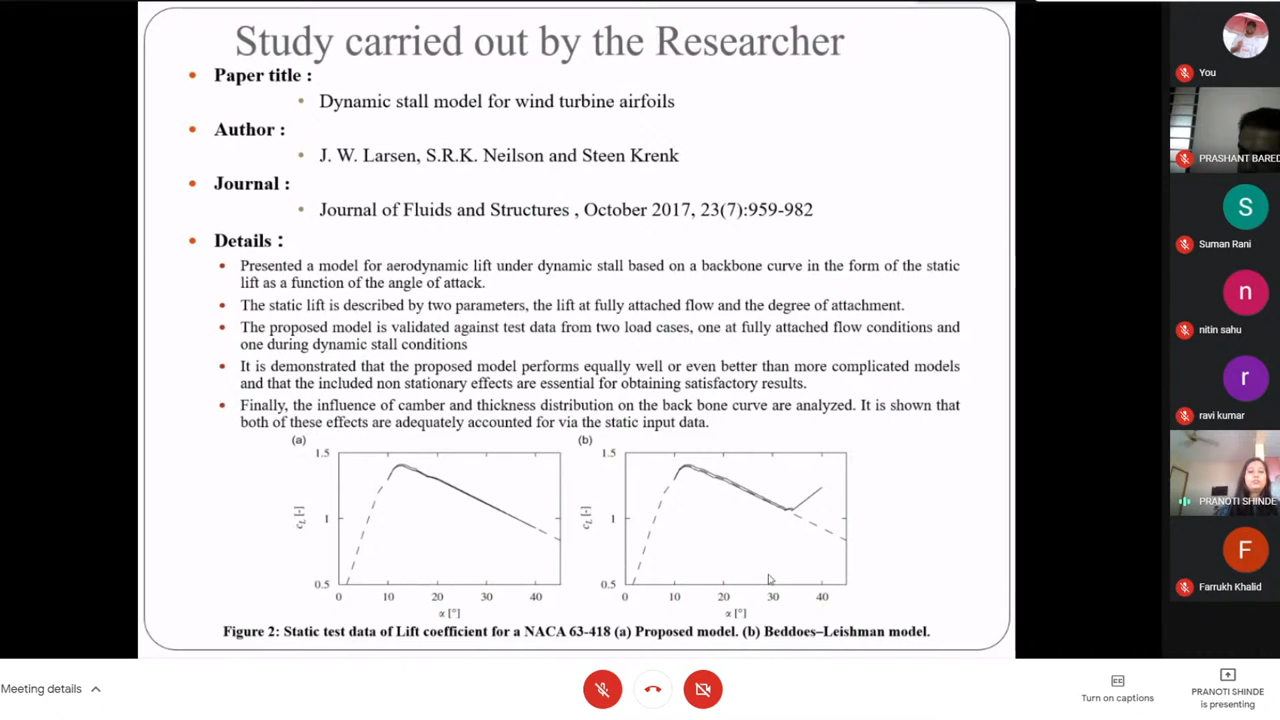 Study carried out by the Researcher
• Paper title :
• Dynamic stall model for wind turbine airfoils
• Author :
• J. W. Larsen, S.R.K. Neilson and Steen Krenk
• Journal :
• Journal of Fluids and Structures , October 2017, 23(7):959-982
• Details :
• Presented a model for aerodynamic lift under dynamic stall based on a backbone curve in the form of the static
lift as a function of the angle of attack.
• The static lift is described by two parameters, the lift at fully attached flow and the degree of attachment.
• The proposed model is validated against test data from two load cases, one at fully attached flow conditions and
one during dynamic stall conditions
• It is demonstrated that the proposed model performs equally well or even better than more complicated models
and that the included non stationary effects are essential for obtaining satisfactory results.
• Finally, the influence of camber and thickness distribution on the back bone curve are analyzed. It is shown that
both of these effects are adequately accounted for via the static input data.
(a)
1.5
1
0.5
cL [-]
0 10 20 30 40
α [°]
(b)
1.5
1
0.5
cL [-]
0 10 20 30 40
α [°]
Figure 2: Static test data of Lift coefficient for a NACA 63-418 (a) Proposed model. (b) Beddoes–Leishman model.
You
PRASHANT BARED
S
Suman Rani
n
nitin sahu
r
ravi kumar
PRANOTI SHINDE
F
Farrukh Khalid
Meeting details
CC
Turn on captions
PRANOTI SHINDE
is presenting